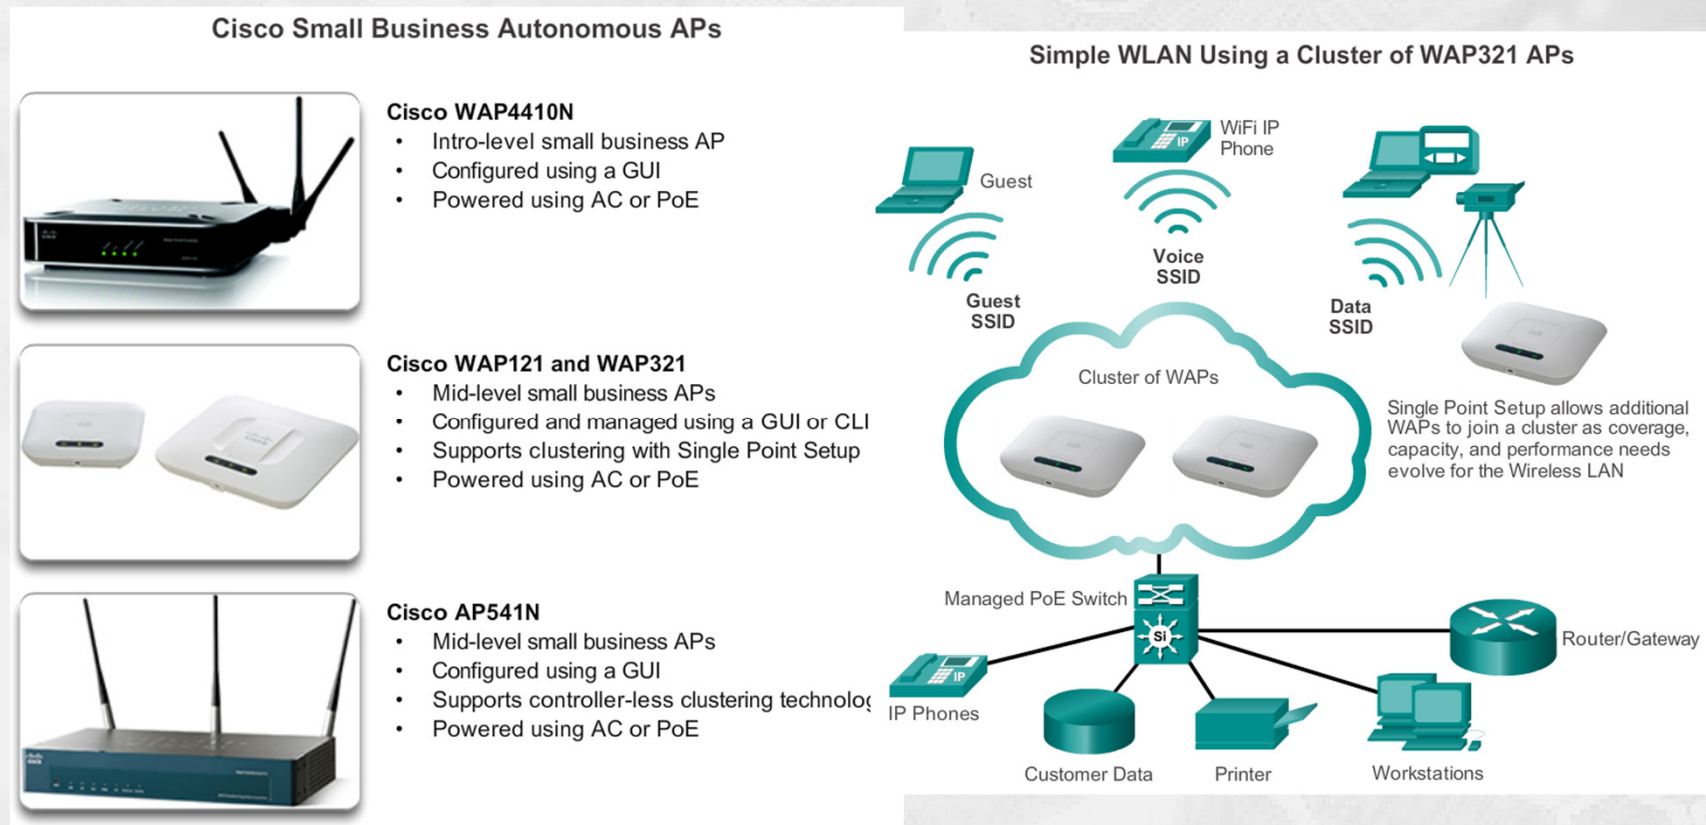 Cisco Small Business Autonomous APs
Cisco WAP4410N
• Intro-level small business AP
• Configured using a GUI
• Powered using AC or PoE
Cisco WAP121 and WAP321
• Mid-level small business APs
• Configured and managed using a GUI or CLI
• Supports clustering with Single Point Setup
• Powered using AC or PoE
Cisco AP541N
• Mid-level small business APs
• Configured using a GUI
• Supports controller-less clustering technolog
• Powered using AC or PoE
Simple WLAN Using a Cluster of WAP321 APs
Guest
IP
WiFi IP
Phone
Guest
SSID
Voice
SSID
Data
SSID
Cluster of WAPs
Single Point Setup allows additional
WAPs to join a cluster as coverage,
capacity, and performance needs
evolve for the Wireless LAN
Managed PoE Switch
Si
Router/Gateway
IP
IP Phones
Customer Data
Printer
Workstations